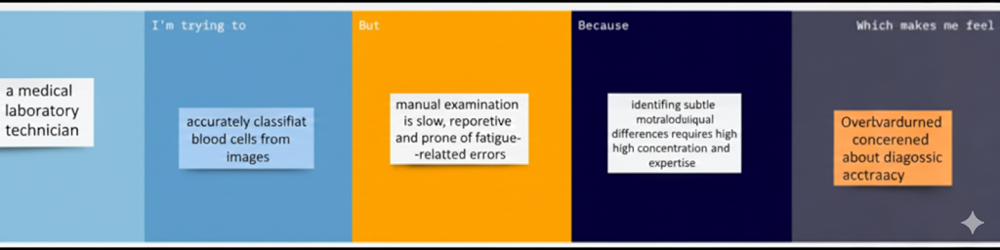 I'm trying to
But
Because
Which makes me feel
a medical
laboratory
technician
accurately classifiat
blood cells from
images
manual examination
is slow, reporetive
and prone of fatigue-
-relatted errors
identifing subtle
differences requires high
high concentration and
expertise
concerened
about diagossic
acctraacy